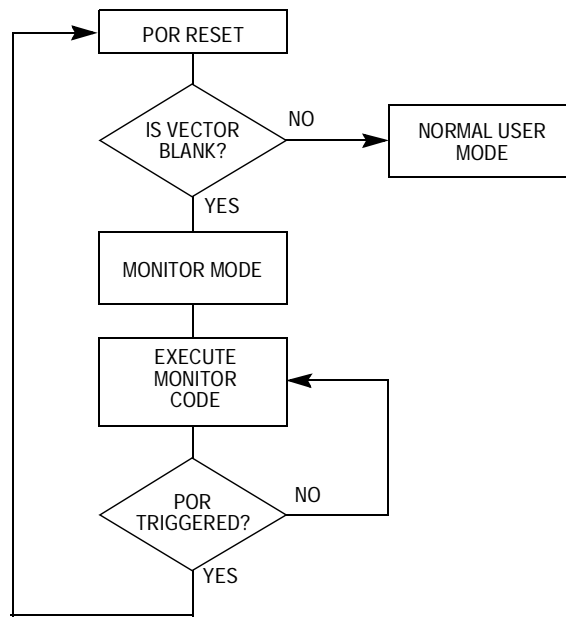 POR RESET
IS VECTOR
BLANK?
NO
NORMAL USER
MODE
YES
MONITOR MODE
EXECUTE
MONITOR
CODE
POR
TRIGGERED?
NO
YES